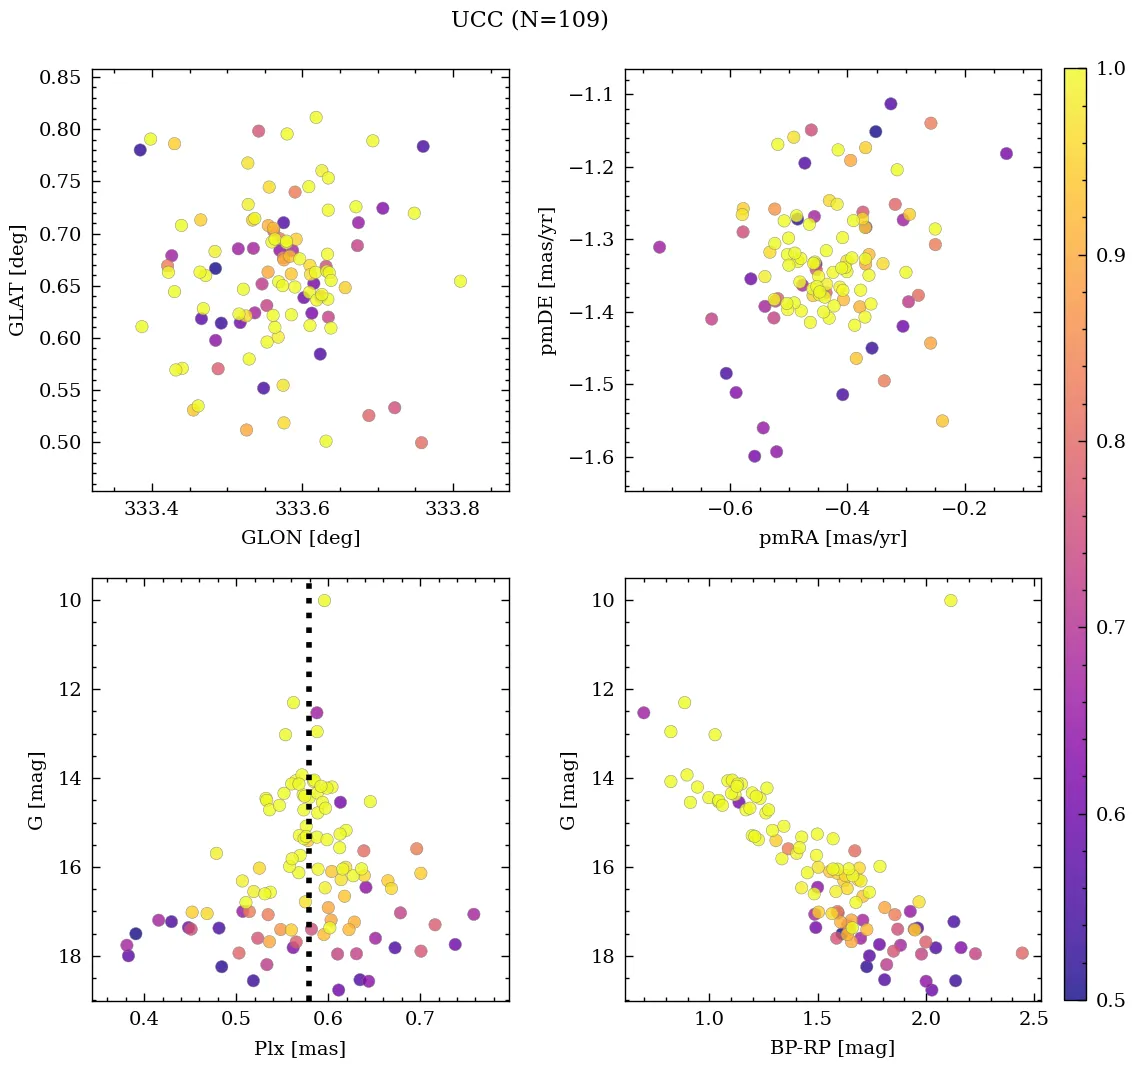 UCC (N=109)
0.85
0.80
0.75
0.70
0.65
0.60
0.55
0.50
GLAT [deg]
333.4 333.6 333.8
GLON [deg]
−1.1
−1.2
−1.3
−1.4
−1.5
−1.6
pmDE [mas/yr]
−0.6 −0.4 −0.2
pmRA [mas/yr]
10
12
14
16
18
G [mag]
0.4 0.5 0.6 0.7
Plx [mas]
10
12
14
16
18
G [mag]
1.0 1.5 2.0 2.5
BP-RP [mag]
1.0
0.9
0.8
0.7
0.6
0.5